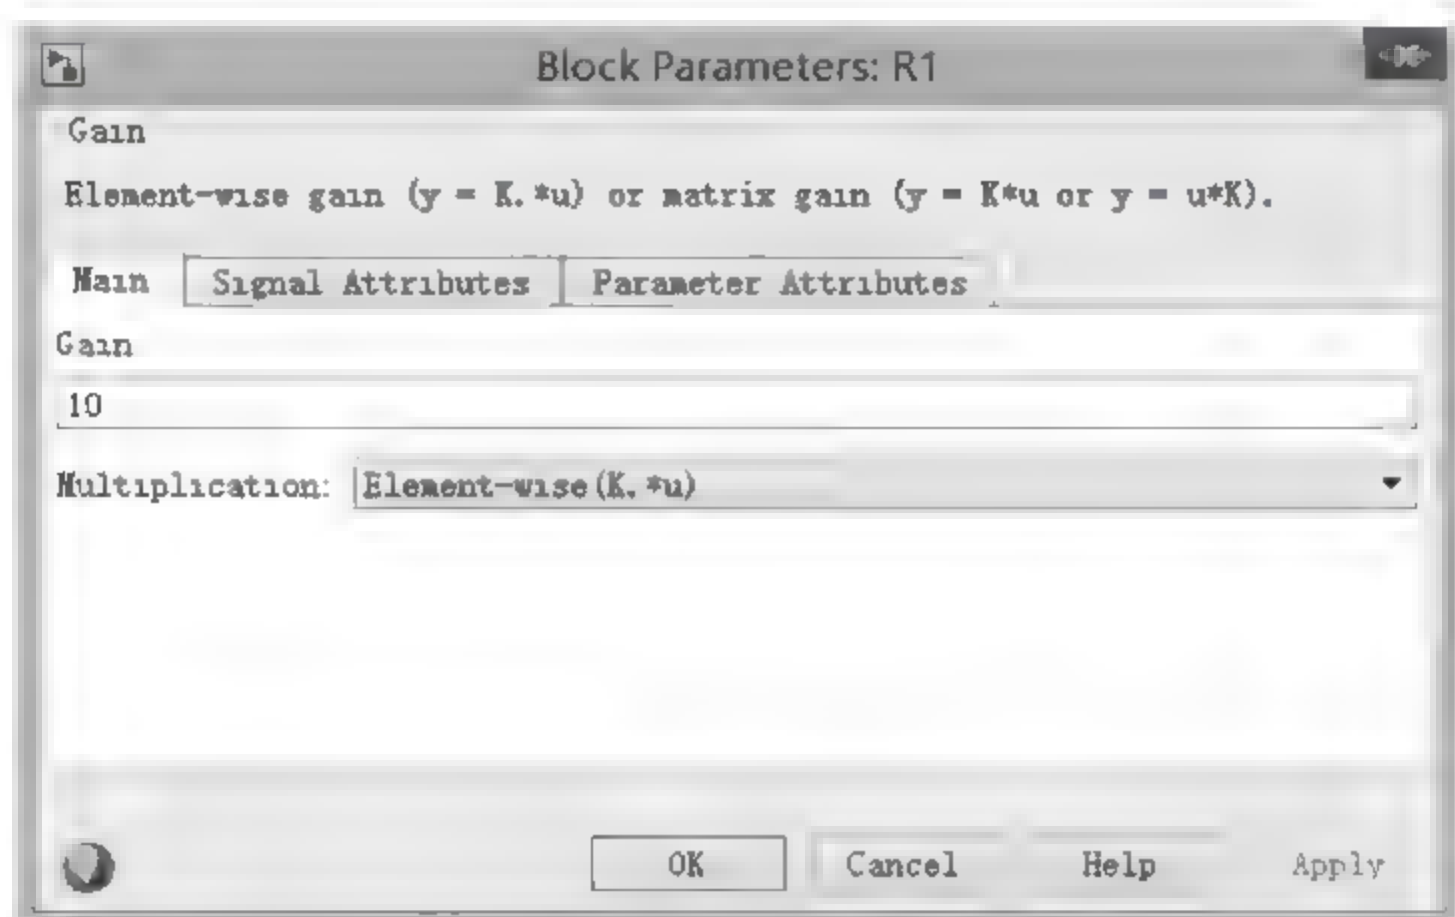 Block Parameters: R1
Gain
Element-wise gain (y = K.*u) or matrix gain (y = K*u or y = u*K).
Main Signal Attributes Parameter Attributes
Gain
10
Multiplication: Element-wise(K.*u)
OK Cancel Help Apply